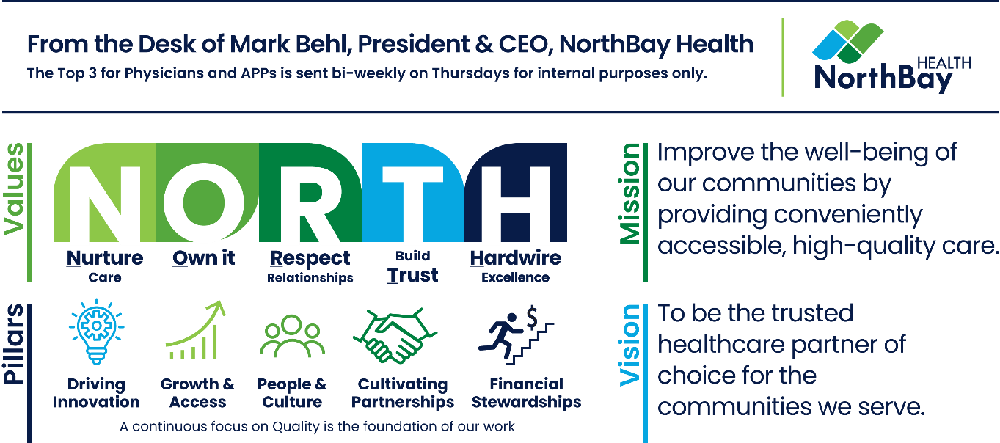 From the Desk of Mark Behl, President & CEO, NorthBay Health
The Top 3 for Physicians and APPs is sent bi-weekly on Thursdays for internal purposes only.
HEALTH
NorthBay
Values
NORTH
Nurture
Care
Own it
Respect
Relationships
Build
Trust
Hardwire
Excellence
Mission
Improve the well-being of
our communities by
providing conveniently
accessible, high-quality care.
Pillars
$
Driving
Innovation
Growth &
Access
People &
Culture
Cultivating
Partnerships
Financial
Stewardships
A continuous focus on Quality is the foundation of our work
Vision
To be the trusted
healthcare partner of
choice for the
communities we serve.